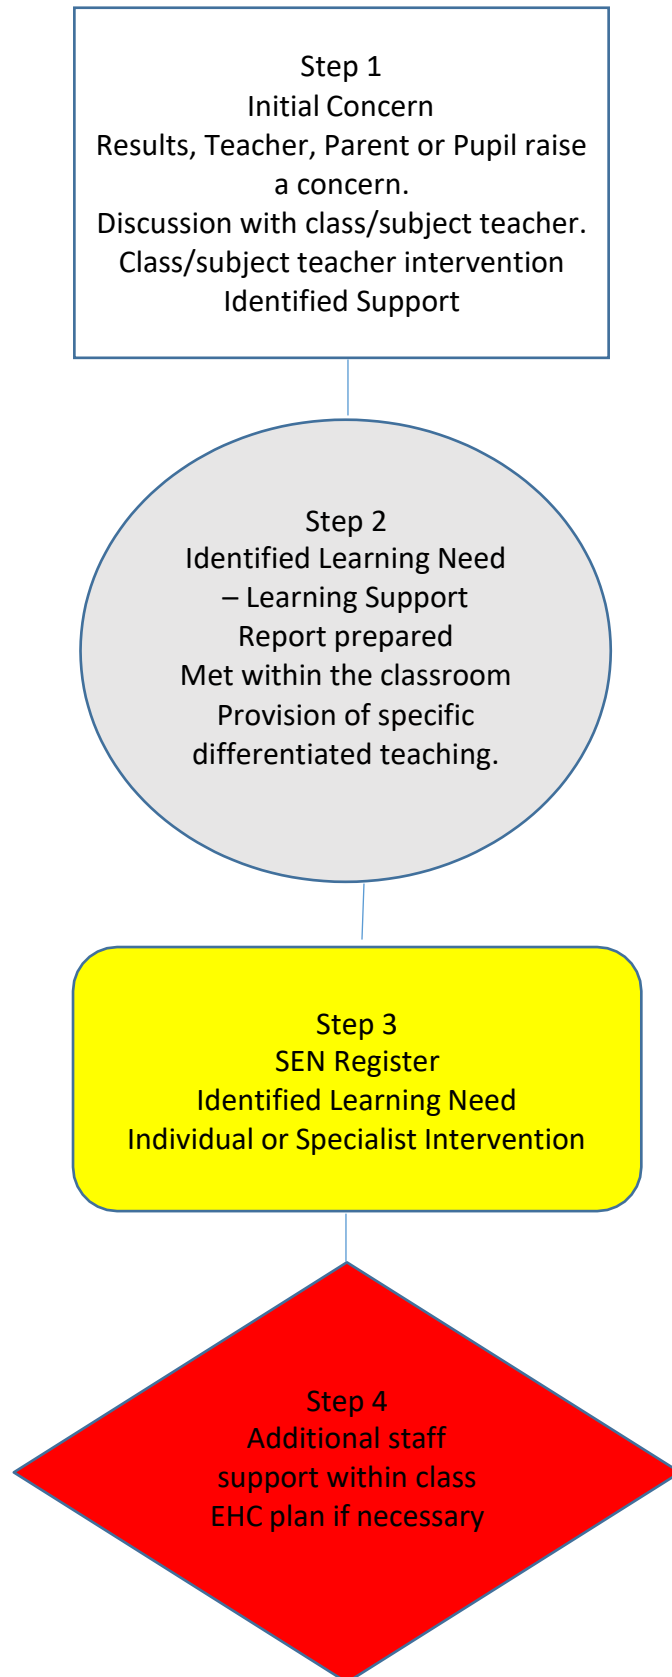 Step 1
Initial Concern
Results, Teacher, Parent or Pupil raise
a concern.
Discussion with class/subject teacher.
Class/subject teacher intervention
Identified Support
Step 2
Identified Learning Need
– Learning Support
Report prepared
Met within the classroom
Provision of specific
differentiated teaching.
Step 3
SEN Register
Identified Learning Need
Individual or Specialist Intervention
Step 4
Additional staff
support within class
EHC plan if necessary